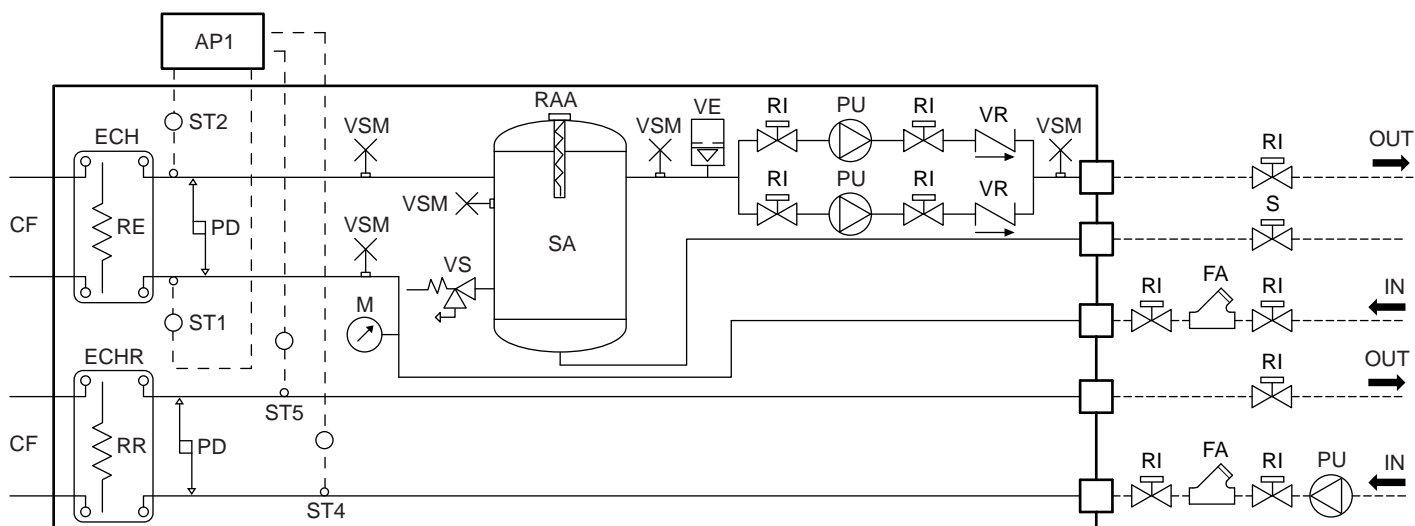 AP1
RAA
VE
RI
PU
RI
VR
VSM
ST2
VSM
VSM
ECH
RI
OUT
VSM
RI
PU
RI
VR
S
CF
RE
PD
VSM
SA
VS
FA
RI
RI
IN
M
ST1
ECHR
RI
OUT
ST5
CF
RR
PD
FA
RI
RI
PU
IN
ST4